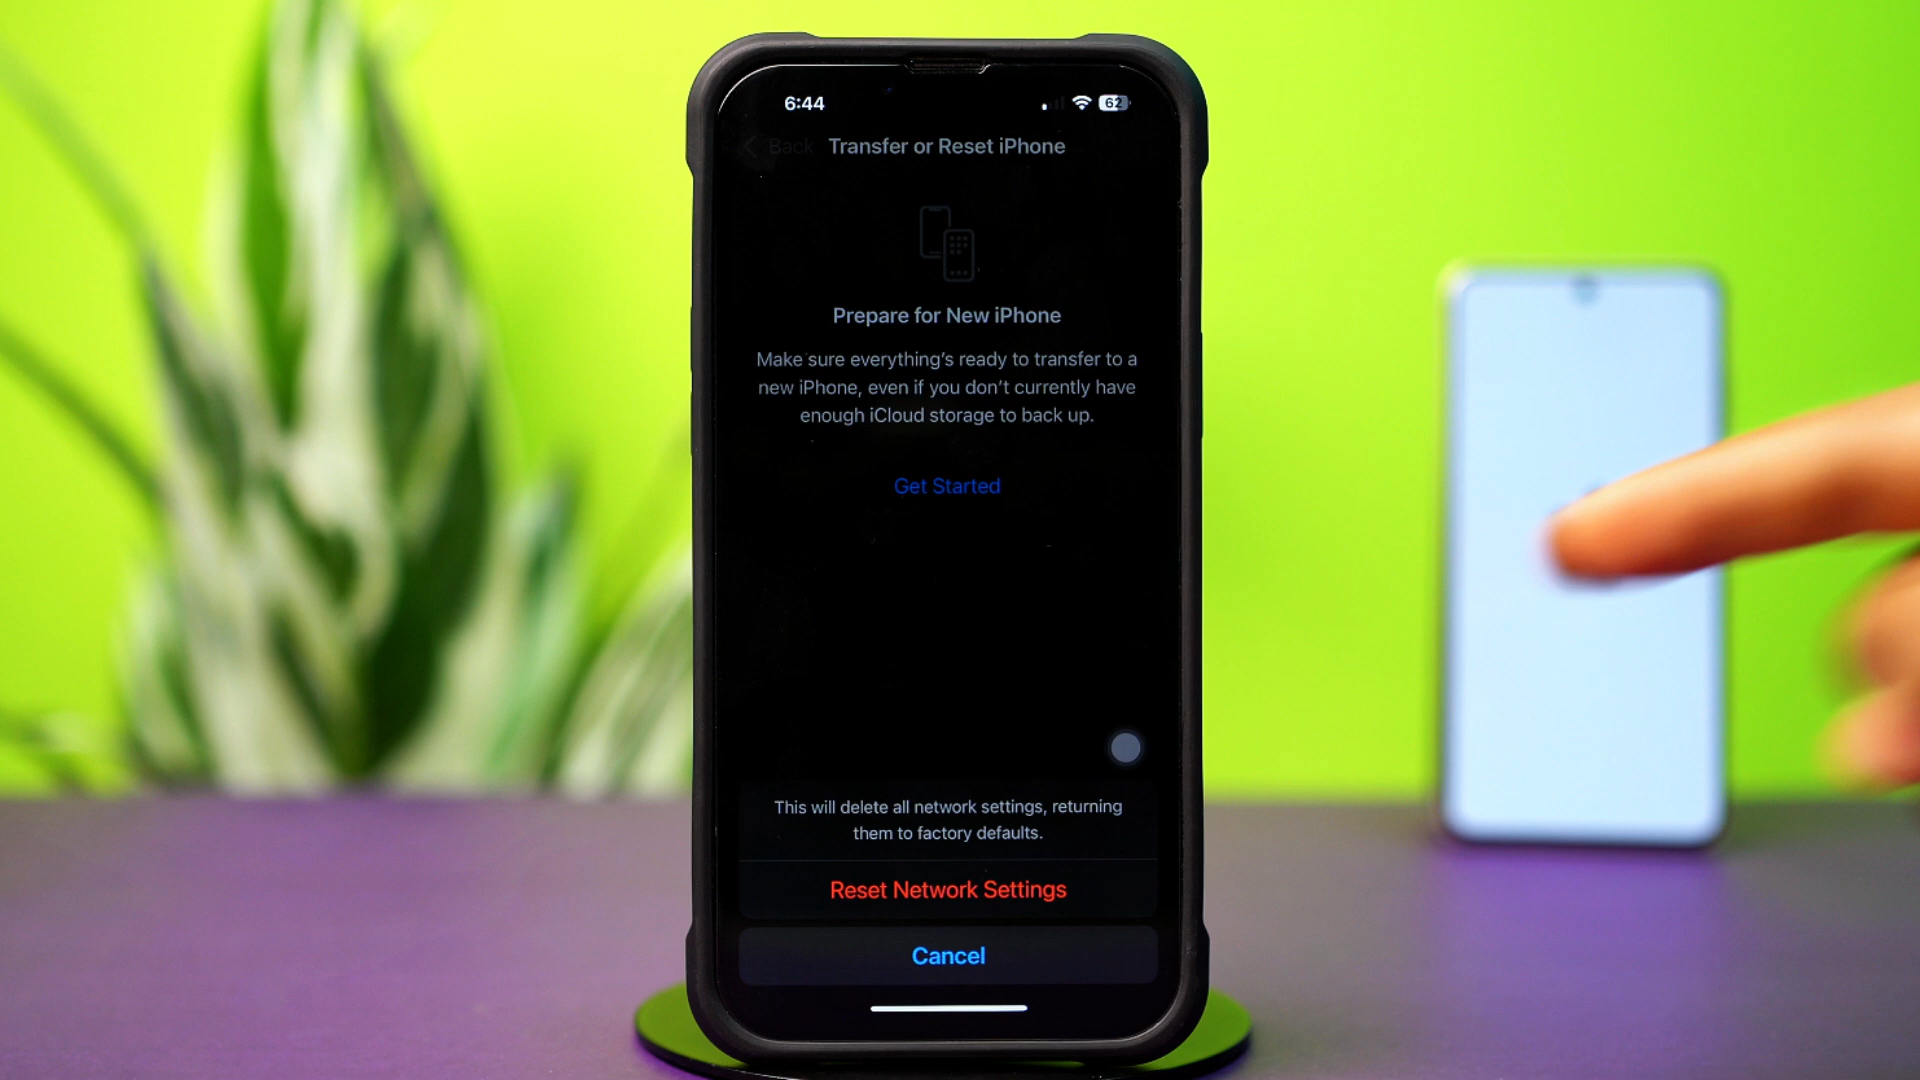 6:44
62
Back
Transfer or Reset iPhone
Prepare for New iPhone
Make sure everything's ready to transfer to a
new iPhone, even if you don't currently have
enough iCloud storage to back up.
Get Started
This will delete all network settings, returning
them to factory defaults.
Reset Network Settings
Cancel